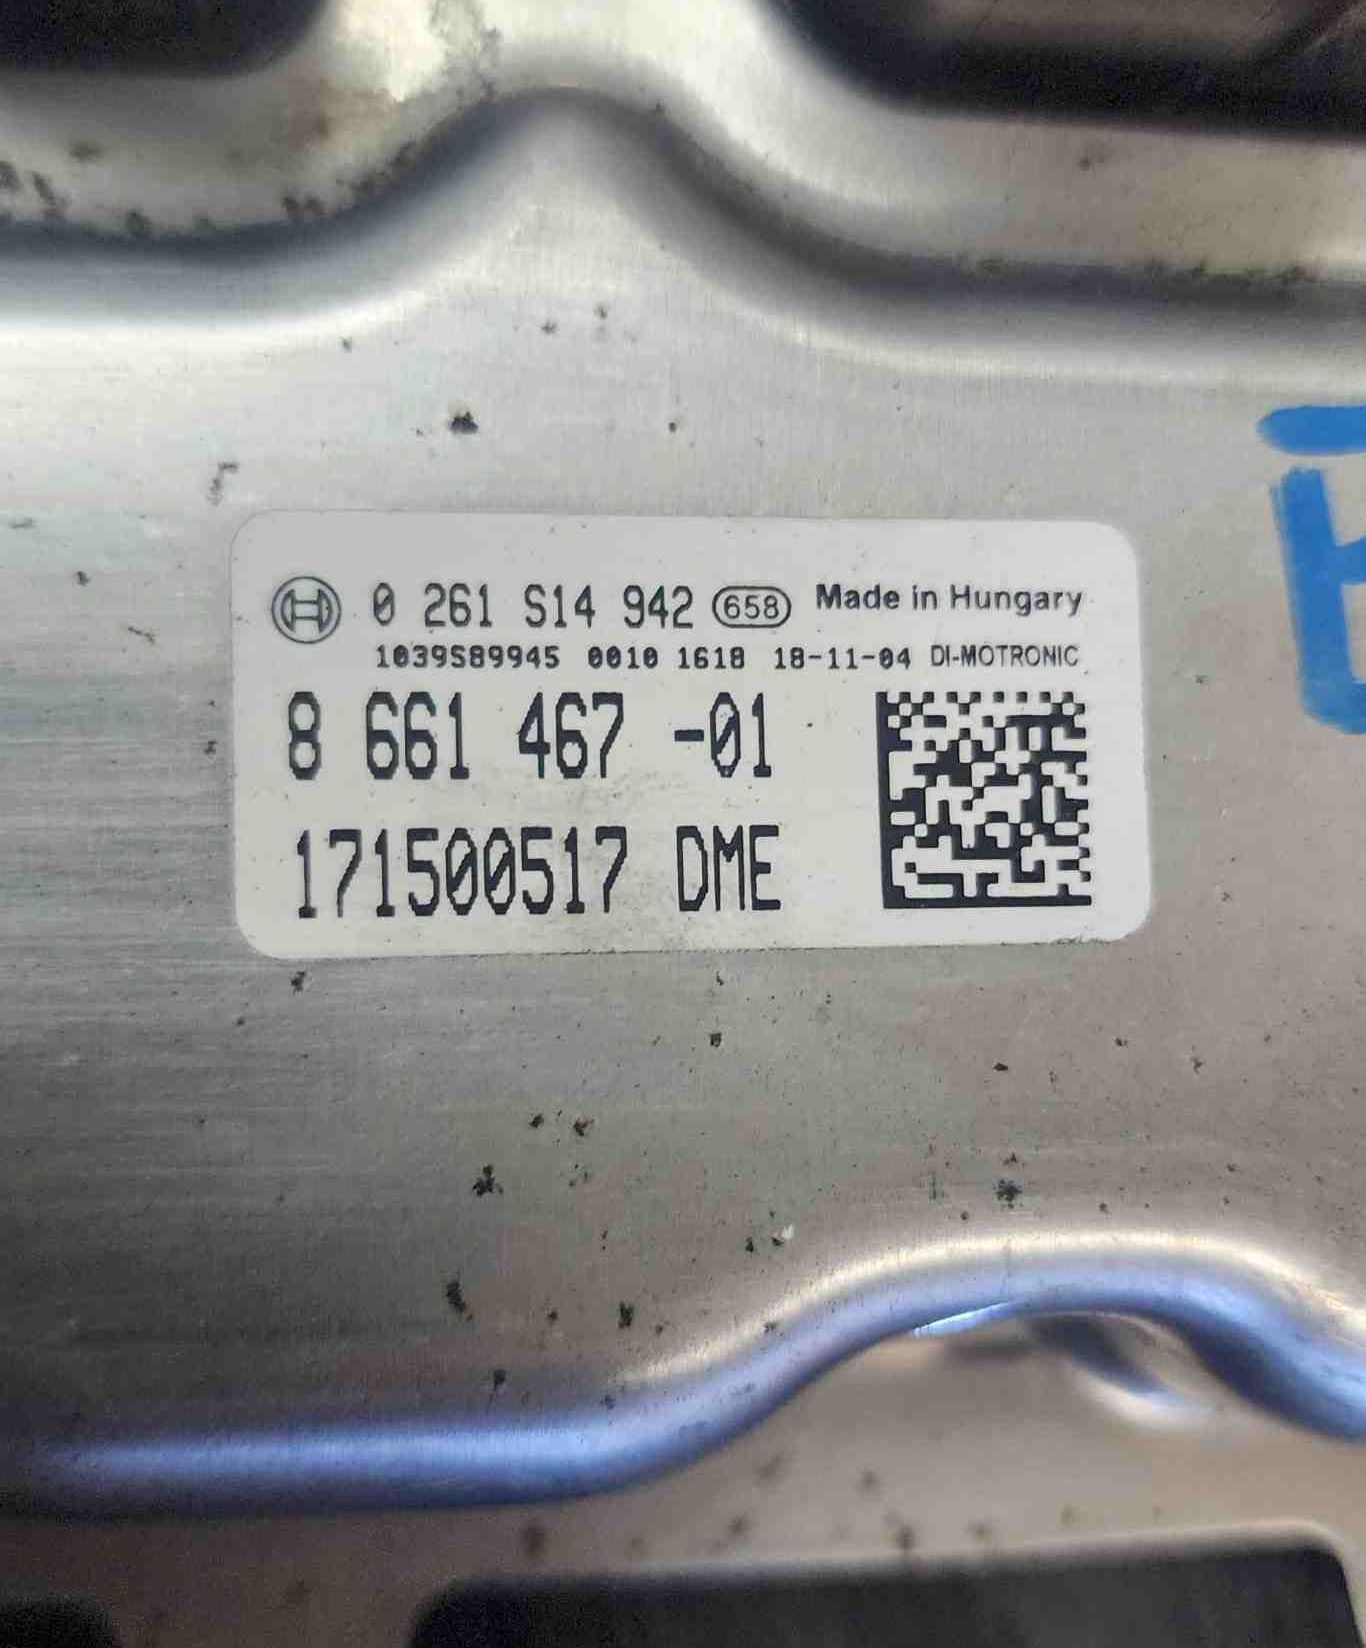 0 261 S14 942 658 Made in Hungary
1039S89945 0010 1618 18-11-04 DI-MOTRONIC
8 661 467 -01
171500517 DME